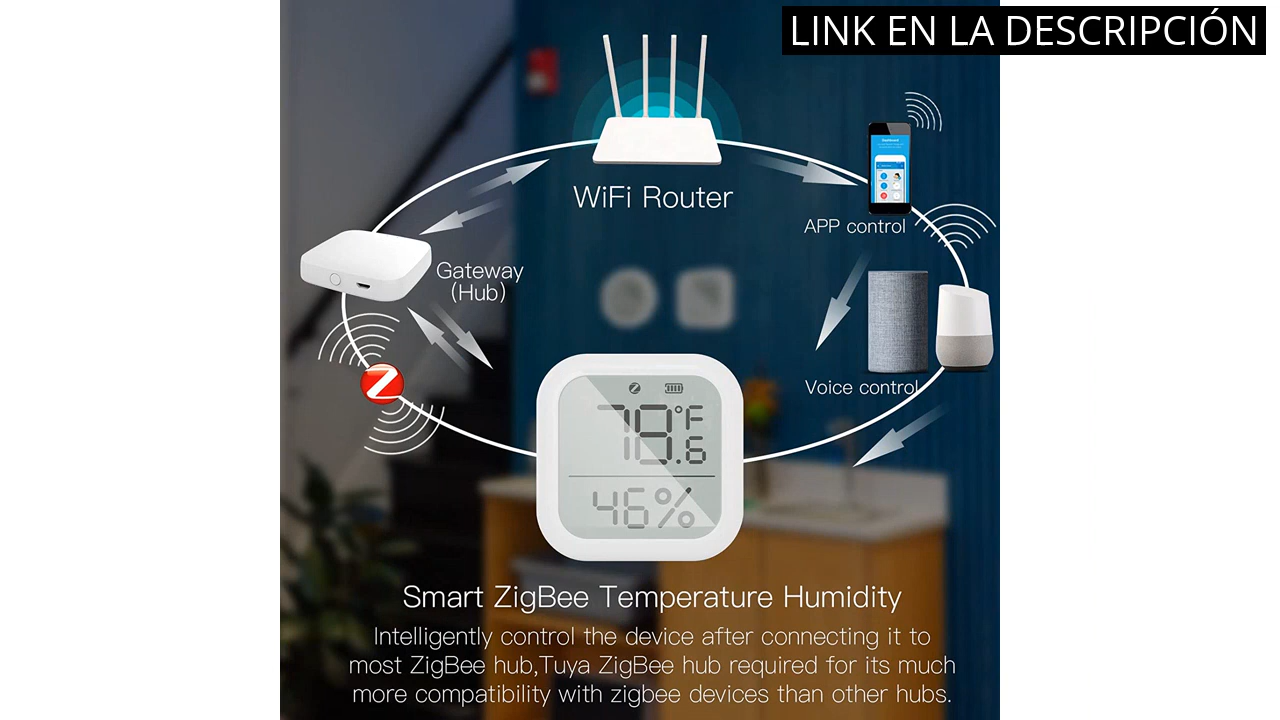 LINK EN LA DESCRIPCIÓN
WiFi Router
APP control
Gateway
(Hub)
Voice control
Z
78.6 °F
46%
Smart ZigBee Temperature Humidity
Intelligently control the device after connecting it to
most ZigBee hub,Tuya ZigBee hub required for its much
more compatibility with zigbee devices than other hubs.